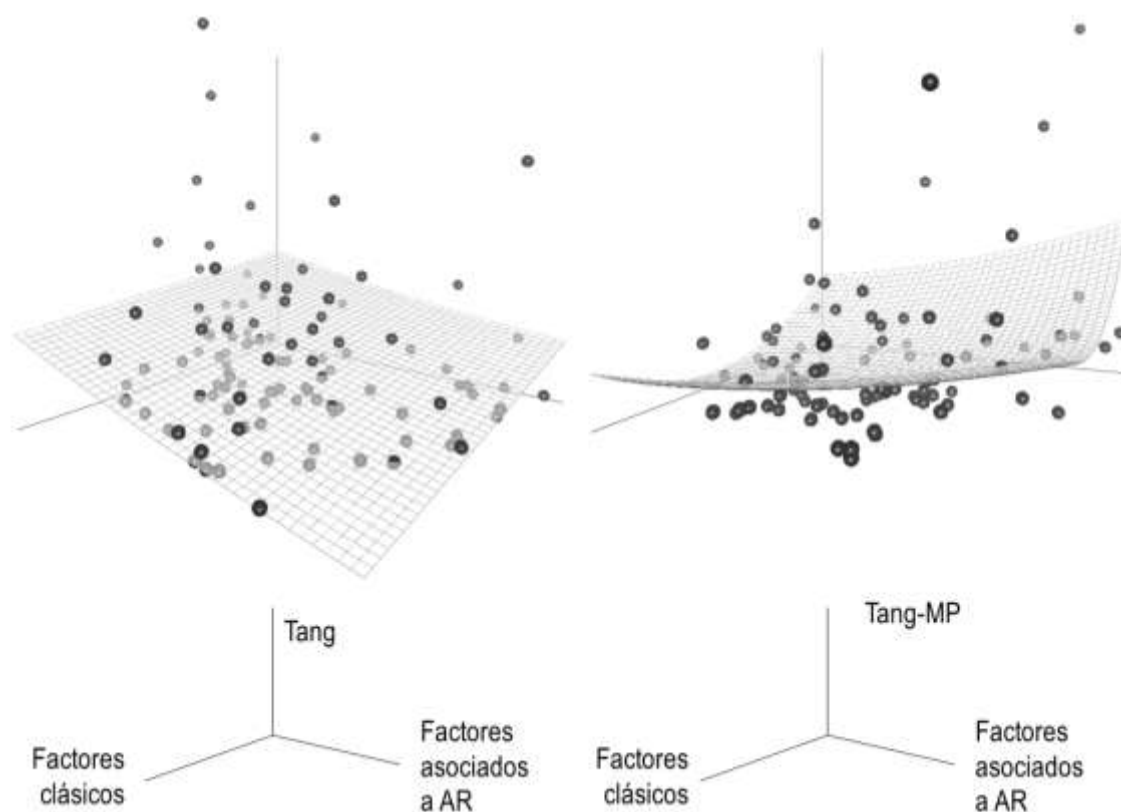 Tang
Factores
clásicos
Factores
asociados
a AR
Tang-MP
Factores
clásicos
Factores
asociados
a AR